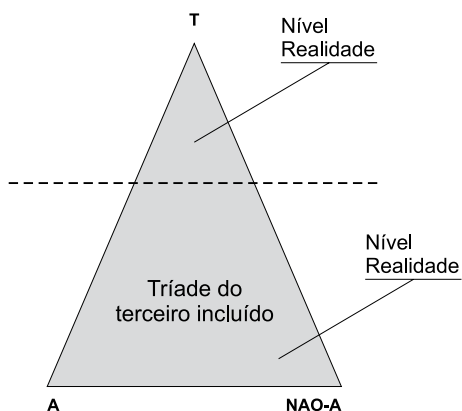 T
Nível
Realidade
Nível
Realidade
Tríade do
terceiro incluído
A
NAO-A